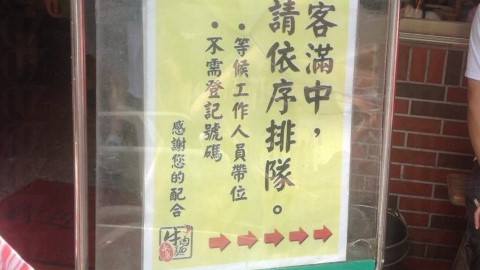 客滿中，
請依序排隊。
•等候工作人員帶位
•不需登記號碼
感謝您的配合